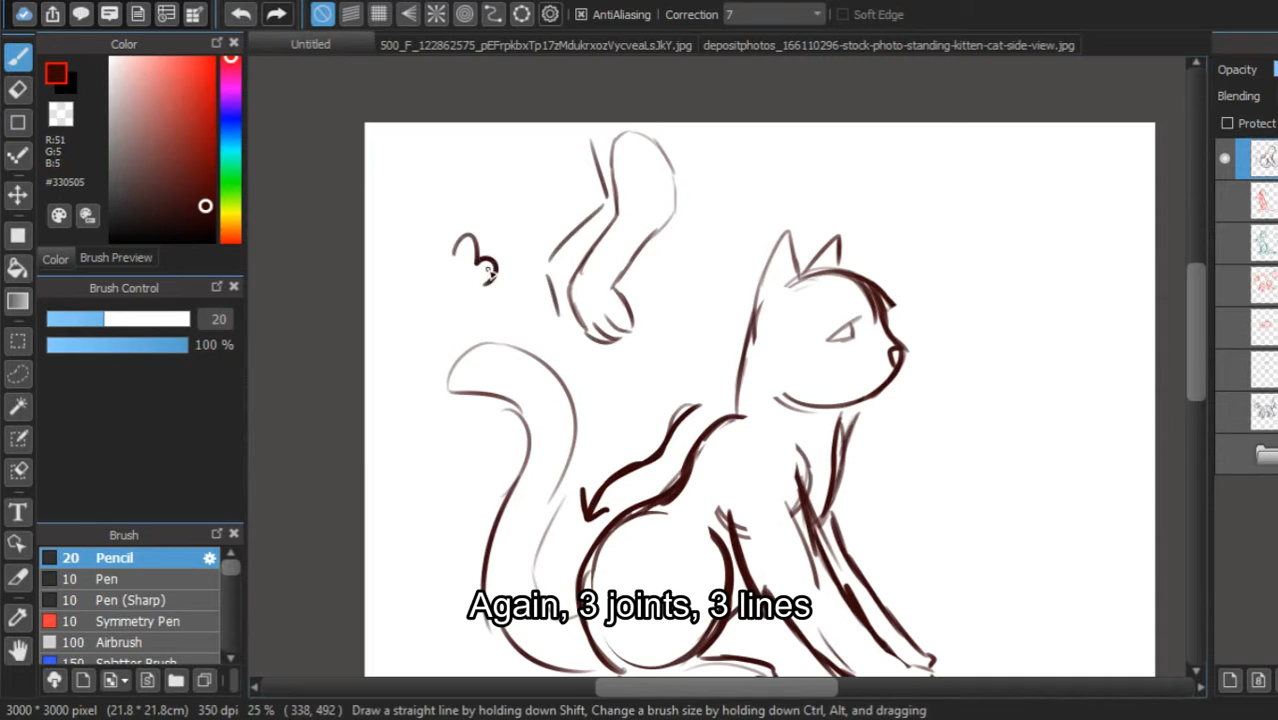 AntiAliasing Correction 7 Soft Edge
Color
Untitled
500_F_122862575_pEFrpkbxTp17zMdukrxozVycveaLsJkY.jpg
depositphotos_166110296-stock-photo-standing-kitten-cat-side-view.jpg
Opacity
Blending
Protect
R:51
G:5
B:5
#330505
Color Brush Preview
Brush Control
20
100 %
3
Brush
20 Pencil
10 Pen
10 Pen (Sharp)
10 Symmetry Pen
100 Airbrush
150 Splatter Brush
Again, 3 joints, 3 lines
3000 * 3000 pixel (21.8 * 21.8cm) 350 dpi 25 % ( 338, 492 ) Draw a straight line by holding down Shift, Change a brush size by holding down Ctrl, Alt, and dragging